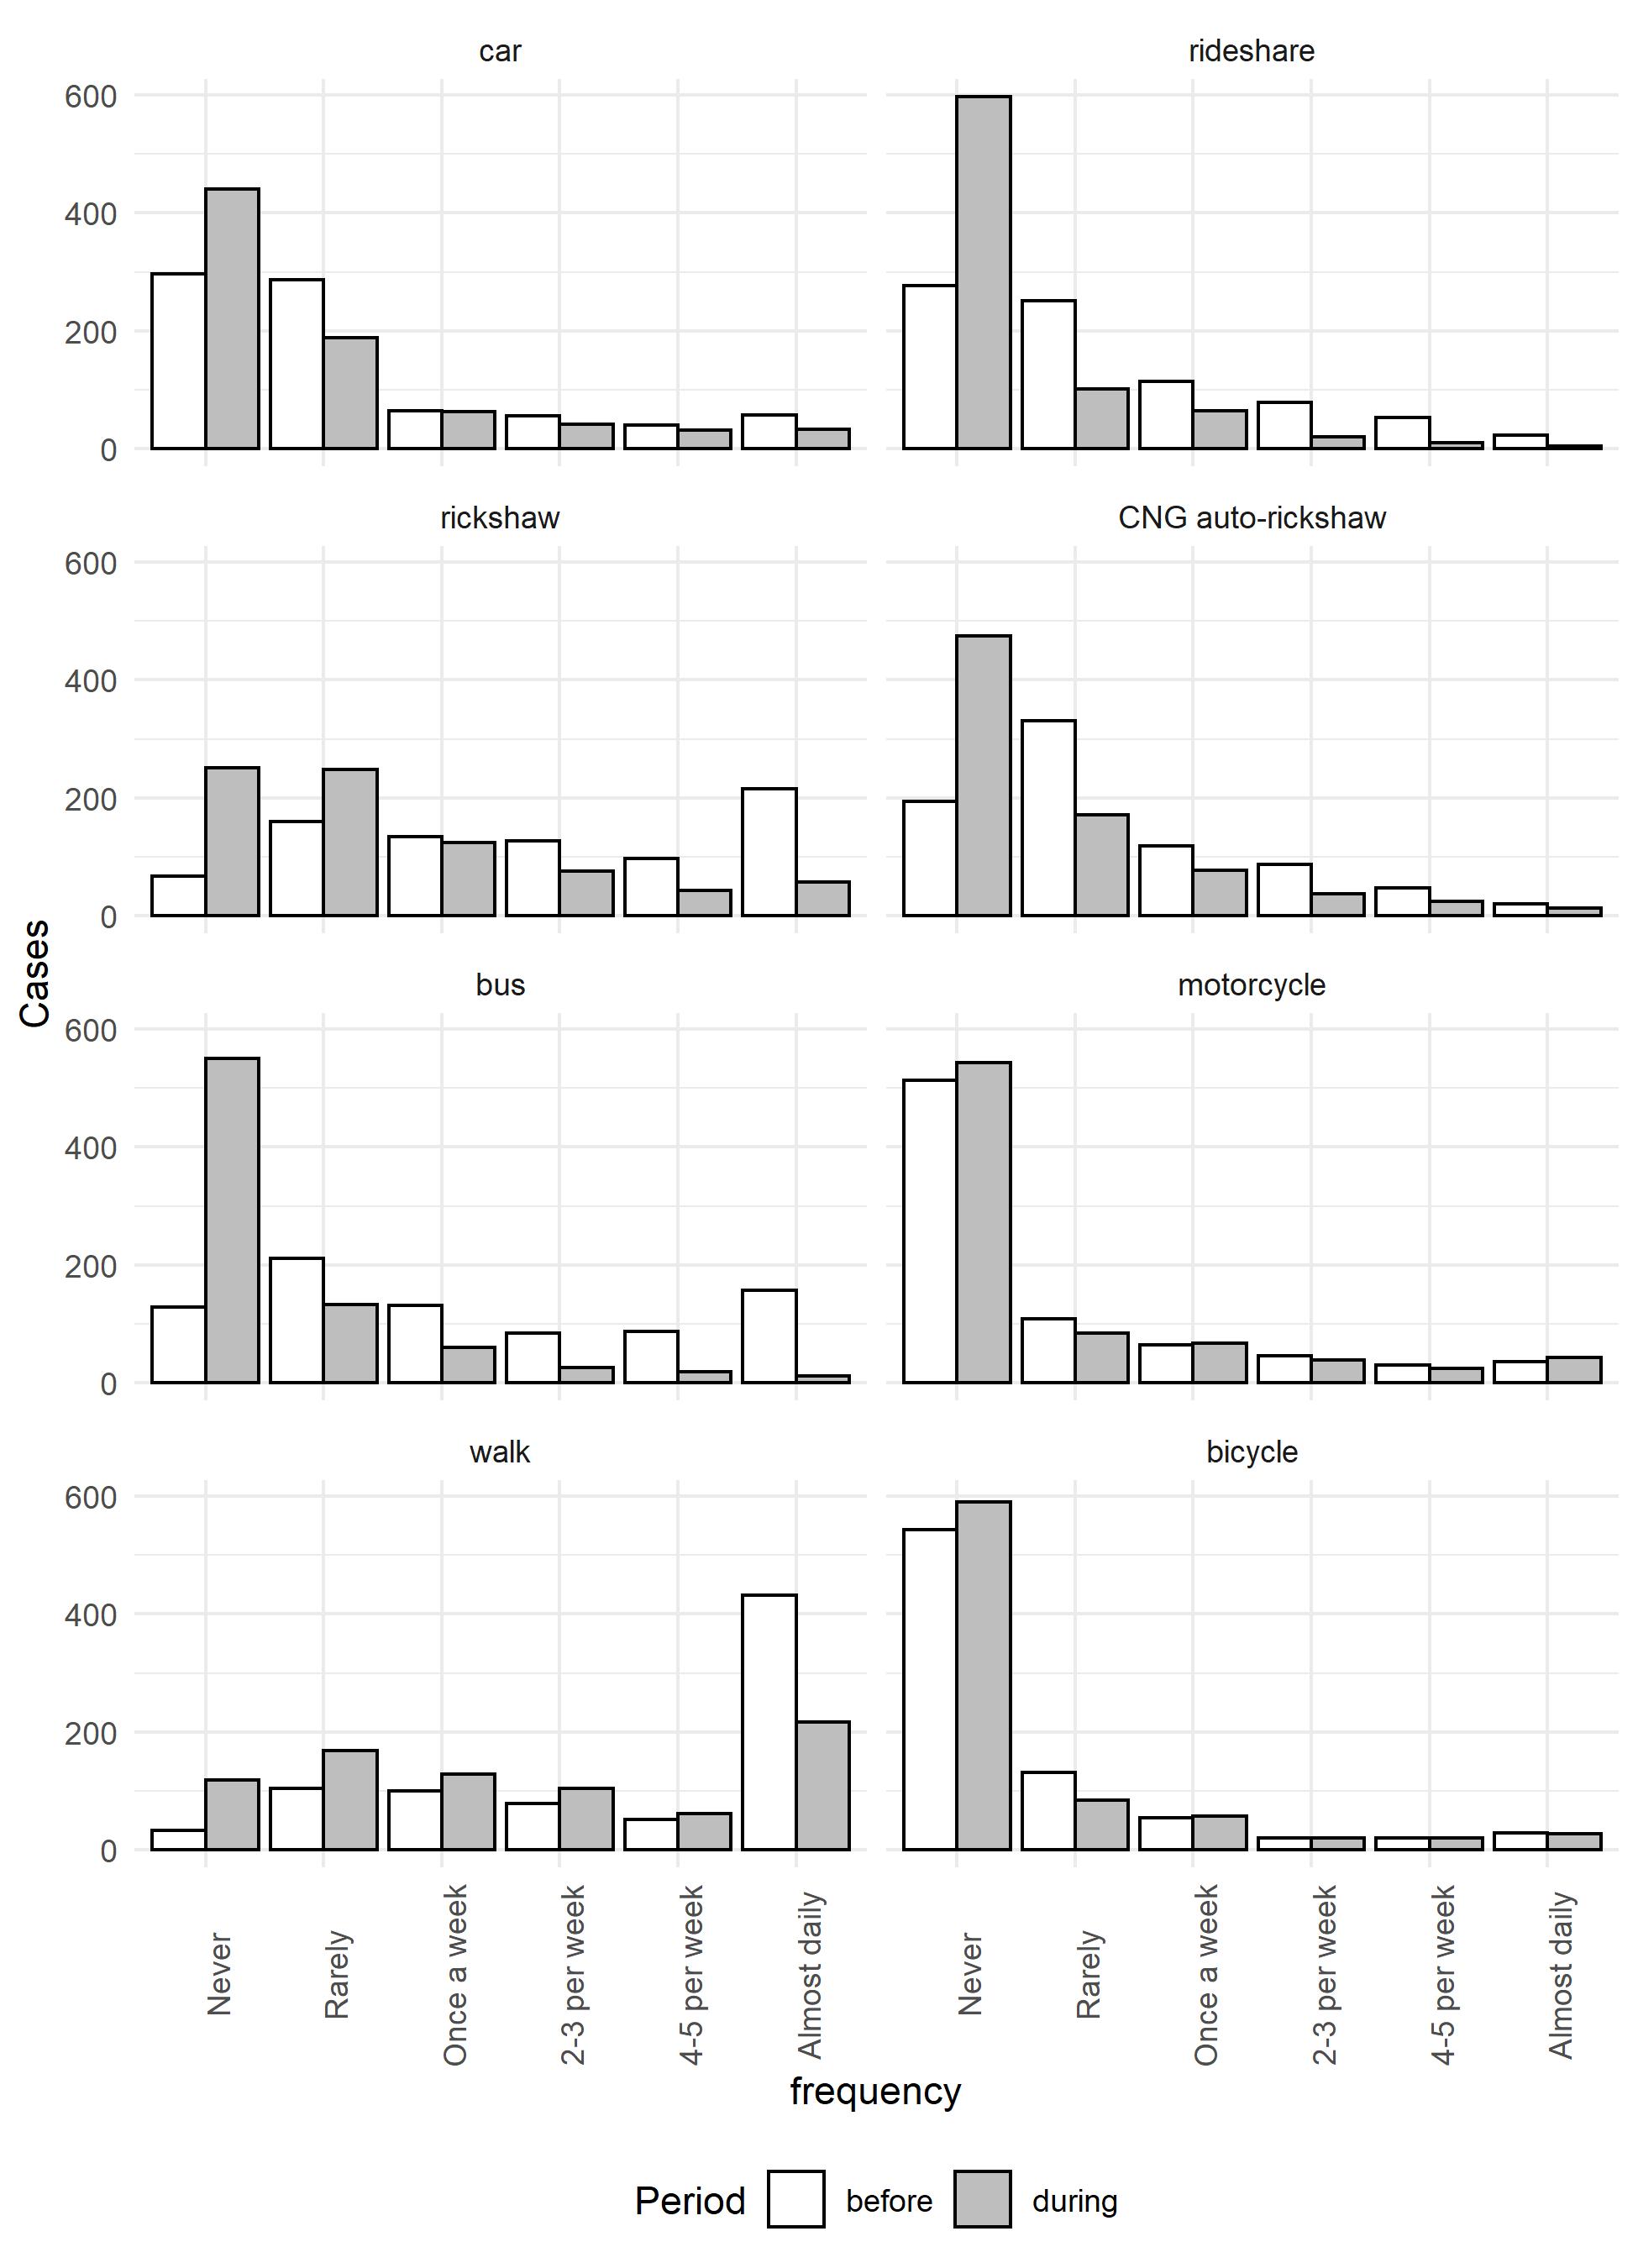 car
rideshare
600
400
200
0
rickshaw
CNG auto-rickshaw
600
400
200
0
bus
motorcycle
600
400
200
0
walk
bicycle
600
400
200
0
Cases
Never
Rarely
Once a week
2-3 per week
4-5 per week
Almost daily
Never
Rarely
Once a week
2-3 per week
4-5 per week
Almost daily
frequency
Period before during